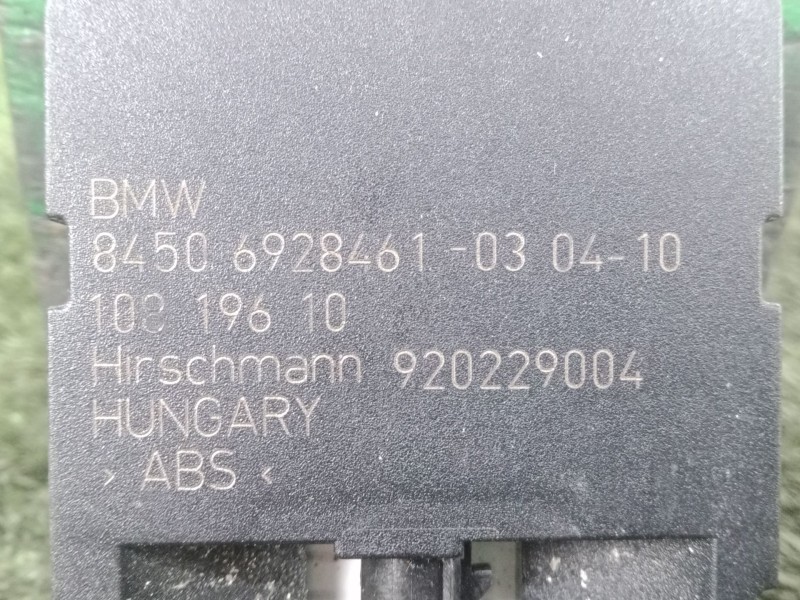 BMW
8450 6928461-03 04-10
108 196 10
Hirschmann 920229004
HUNGARY
> ABS <